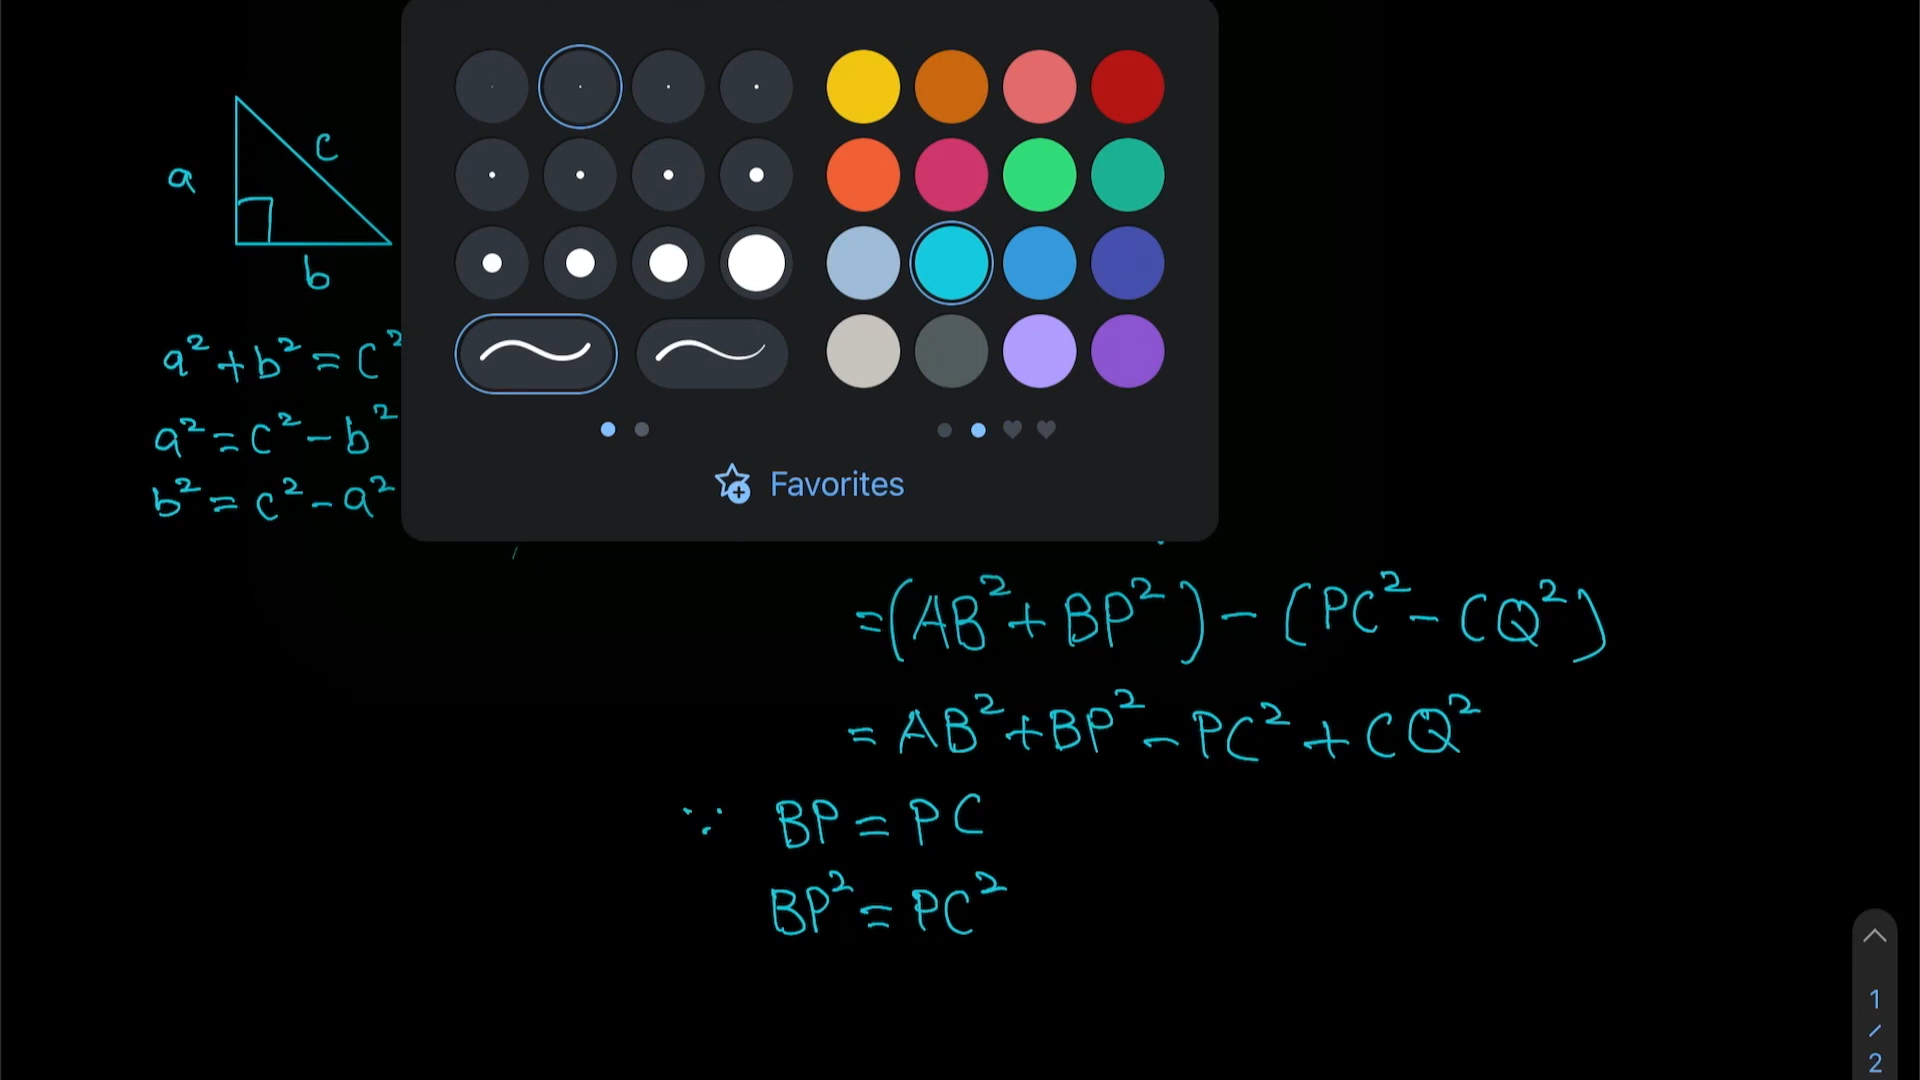 a
c
b
a² + b² = c²
a² = c² - b²
b² = c² - a²
Favorites
= (AB² + BP²) - (PC² - CQ²)
= AB² + BP² - PC² + CQ²
∵ BP = PC
BP² = PC²
1
/
2